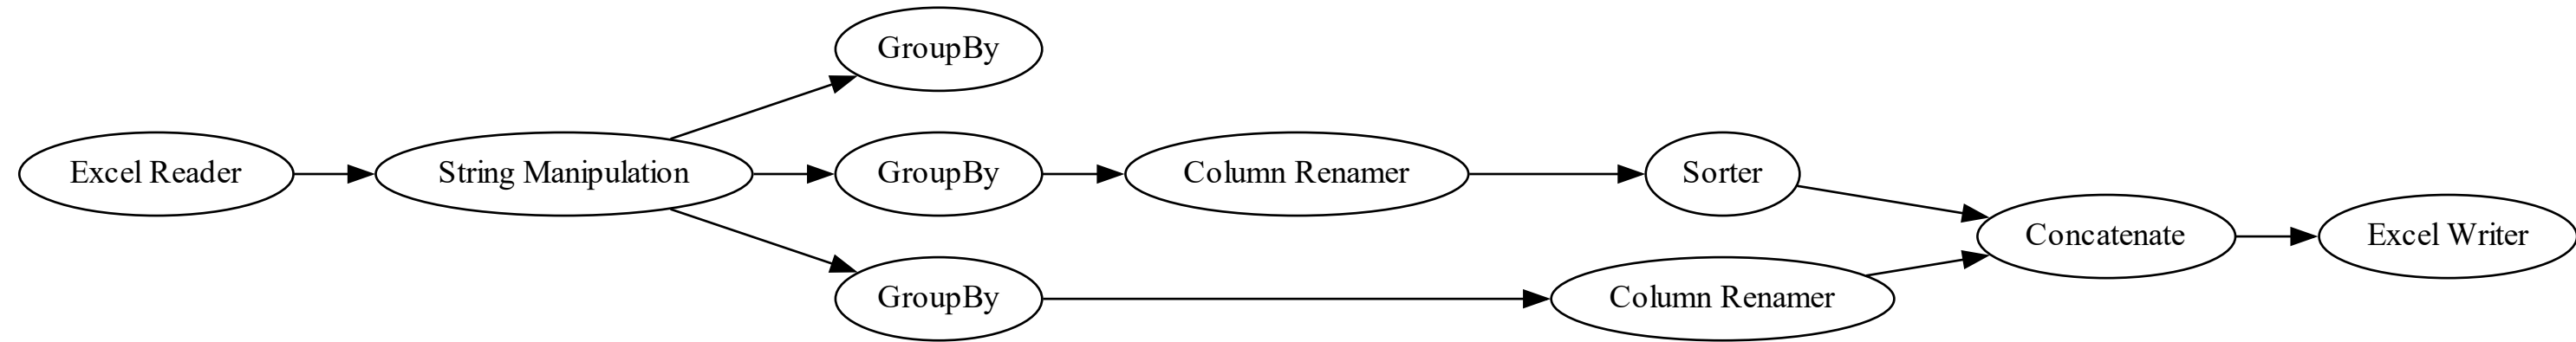 GroupBy
Excel Reader
String Manipulation
GroupBy
Column Renamer
Sorter
Concatenate
Excel Writer
GroupBy
Column Renamer